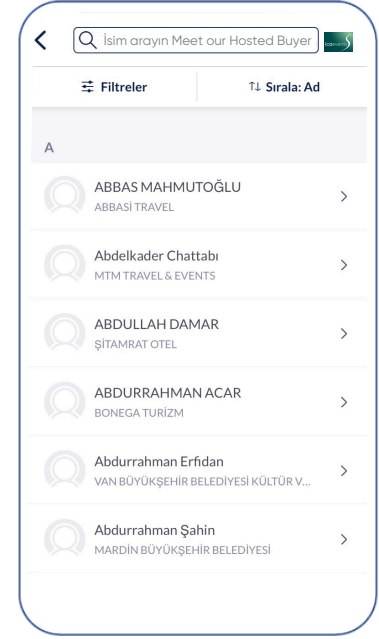 İsim arayın Meet our Hosted Buyer
icaevents
Filtreler
↑↓ Sırala: Ad
A
ABBAS MAHMUTOĞLU
ABBASİ TRAVEL
Abdelkader Chattabı
MTM TRAVEL & EVENTS
ABDULLAH DAMAR
ŞİTAMRAT OTEL
ABDURRAHMAN ACAR
BONEGA TURİZM
Abdurrahman Erfidan
VAN BÜYÜKŞEHİR BELEDİYESİ KÜLTÜR V...
Abdurrahman Şahin
MARDİN BÜYÜKŞEHİR BELEDİYESİ